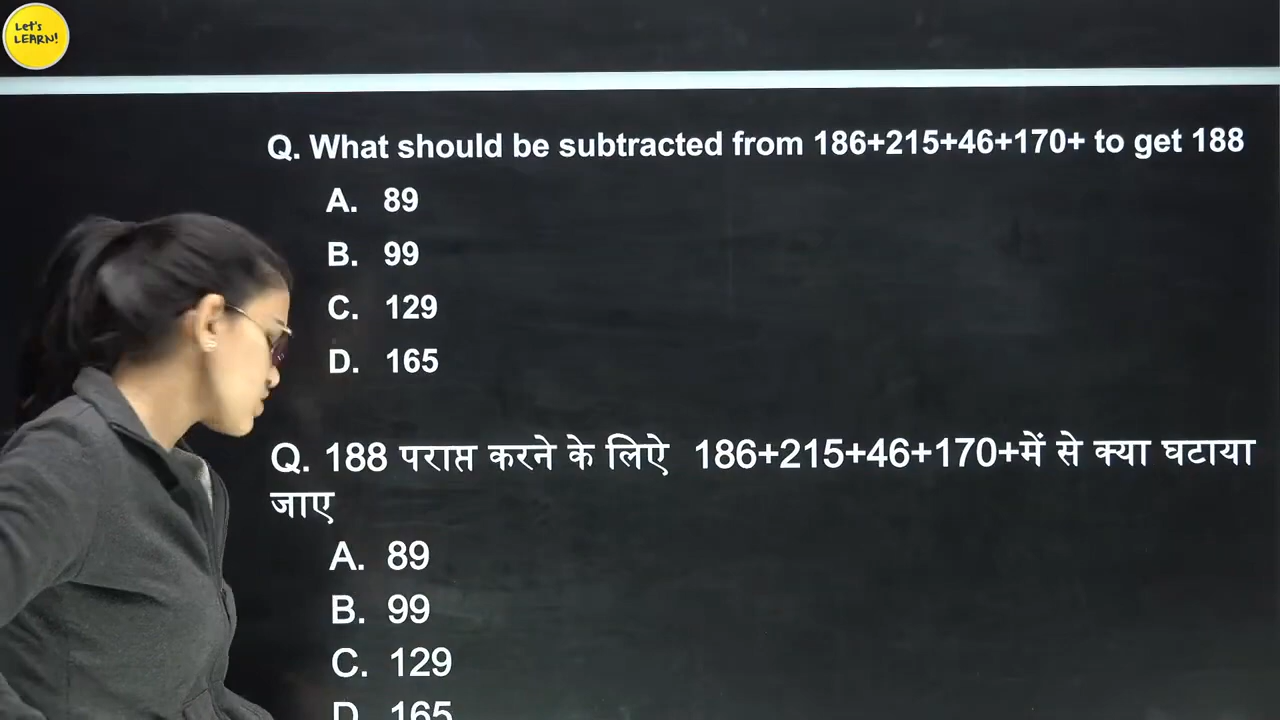 Let's
LEARN!
Q. What should be subtracted from 186+215+46+170+ to get 188
A. 89
B. 99
C. 129
D. 165
Q. 188 पराप्त करने के लिऐ 186+215+46+170+में से क्या घटाया
जाए
A. 89
B. 99
C. 129
D. 165